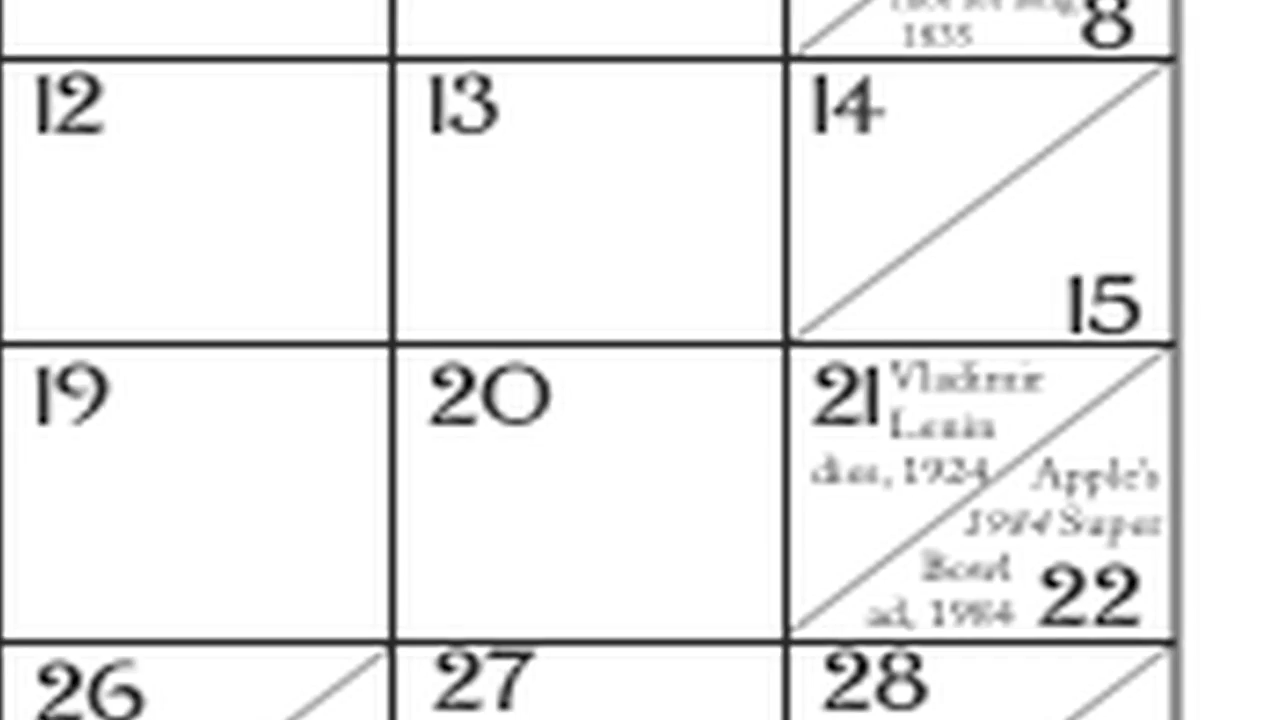 1835
8
12
13
14
15
19
20
21 Vladimir
Lenin
dies, 1924
Apple's
1984 Super
Bowl
ad, 1984
22
26
27
28